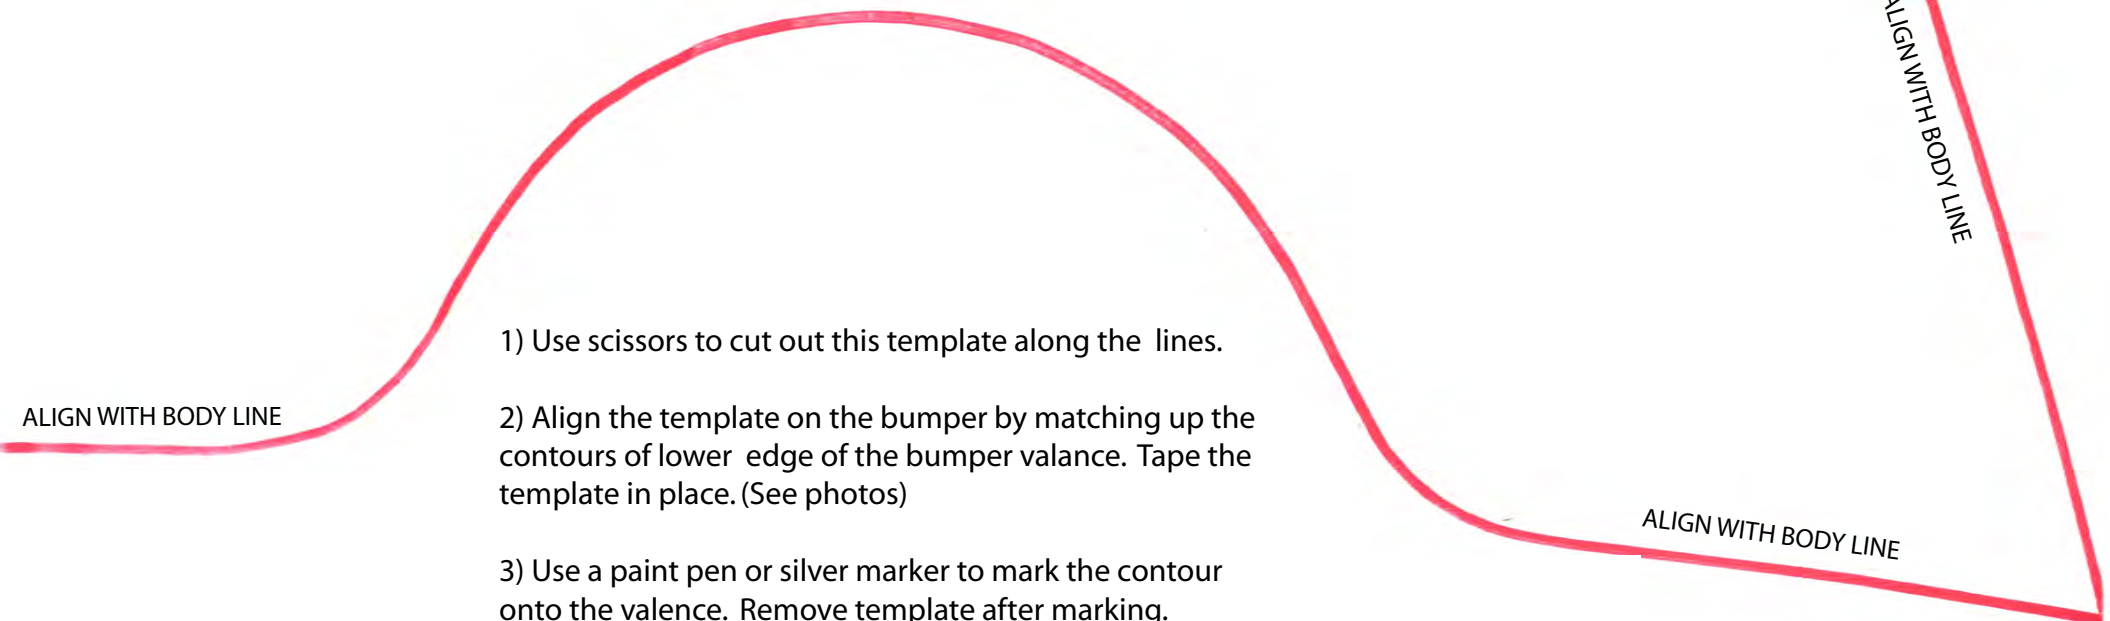 ALIGN WITH BODY LINE
1) Use scissors to cut out this template along the  lines.
ALIGN WITH BODY LINE
2) Align the template on the bumper by matching up the
contours of lower  edge of the bumper valance.  Tape the
template in place. (See photos)
ALIGN WITH BODY LINE
3) Use a paint pen or silver marker to mark the contour
onto the valence.  Remove template after marking.